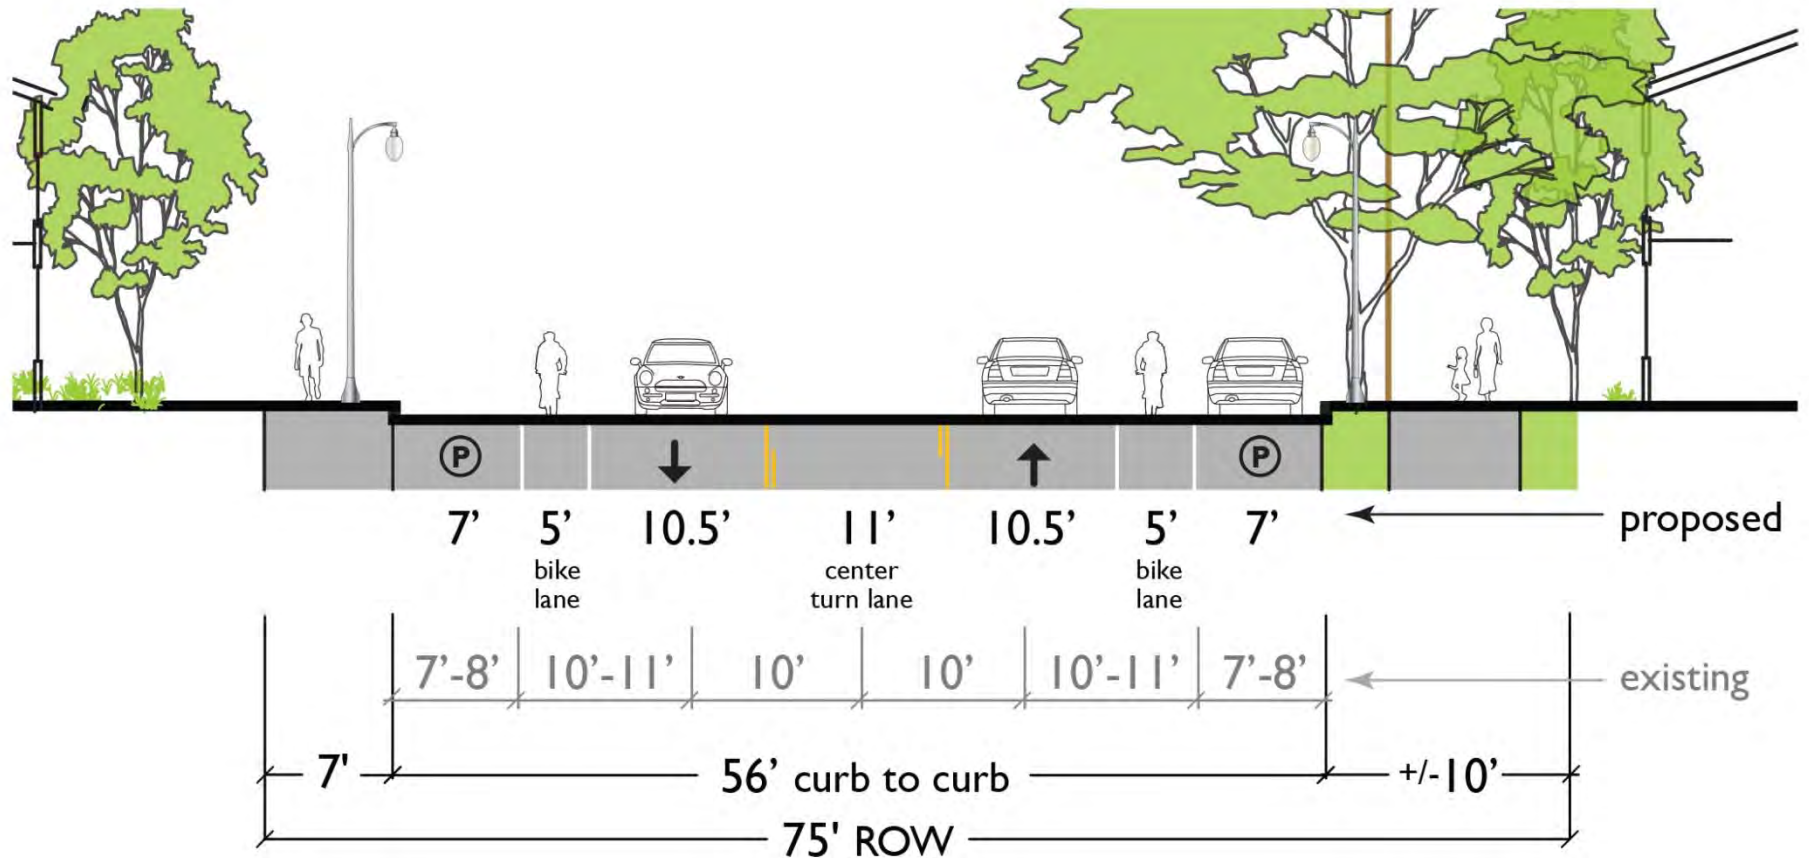 P
P
7’ 5’ 10.5’ 11’ 10.5’ 5’ 7’ proposed
bike center bike
lane turn lane lane
7’-8’ 10’-11’ 10’ 10’ 10’-11’ 7’-8’ existing
7' 56’ curb to curb +/-10’
75' ROW